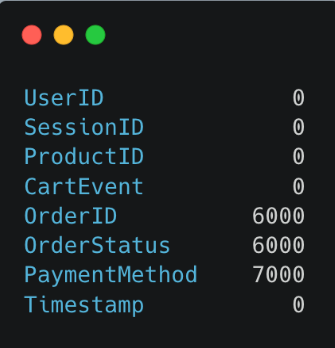 UserID 0
SessionID 0
ProductID 0
CartEvent 0
OrderID 6000
OrderStatus 6000
PaymentMethod 7000
Timestamp 0